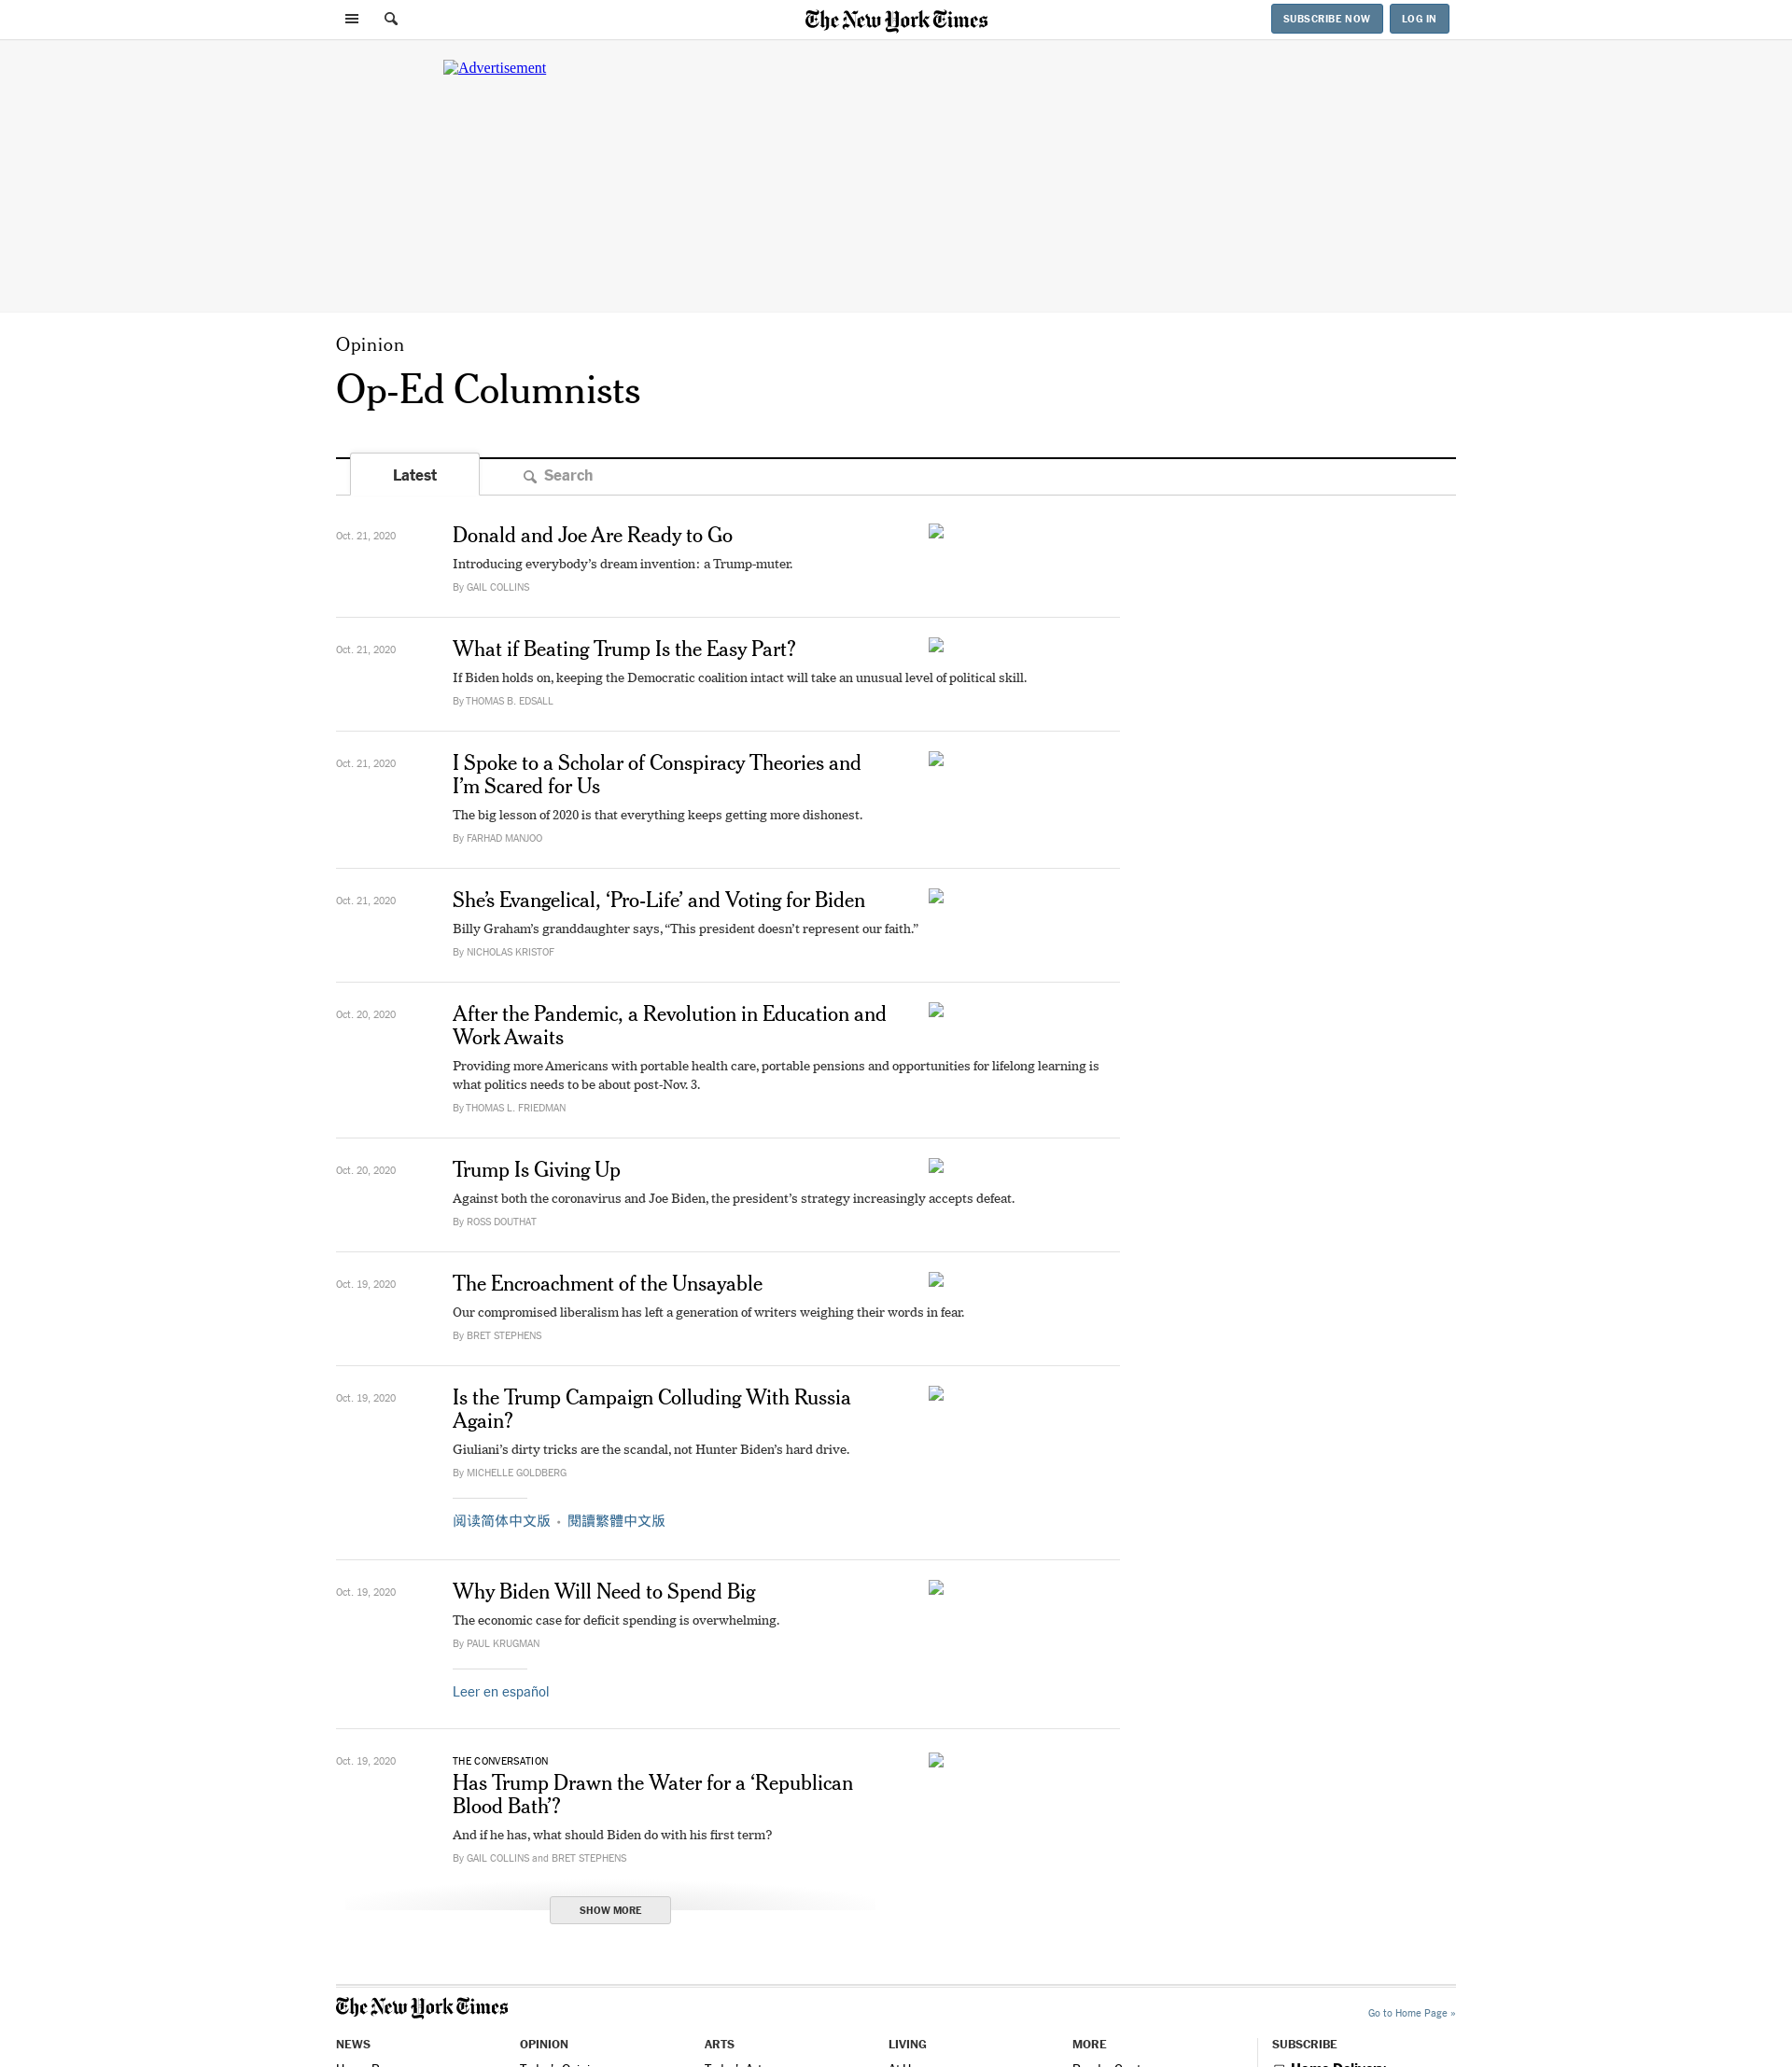 The New York Times
SUBSCRIBE NOW
LOG IN
Advertisement
Opinion
Op-Ed Columnists
Latest
Search
Oct. 21, 2020
Donald and Joe Are Ready to Go
Introducing everybody’s dream invention: a Trump-muter.
By GAIL COLLINS
Oct. 21, 2020
What if Beating Trump Is the Easy Part?
If Biden holds on, keeping the Democratic coalition intact will take an unusual level of political skill.
By THOMAS B. EDSALL
Oct. 21, 2020
I Spoke to a Scholar of Conspiracy Theories and
I’m Scared for Us
The big lesson of 2020 is that everything keeps getting more dishonest.
By FARHAD MANJOO
Oct. 21, 2020
She’s Evangelical, ‘Pro-Life’ and Voting for Biden
Billy Graham’s granddaughter says, “This president doesn’t represent our faith.”
By NICHOLAS KRISTOF
Oct. 20, 2020
After the Pandemic, a Revolution in Education and
Work Awaits
Providing more Americans with portable health care, portable pensions and opportunities for lifelong learning is
what politics needs to be about post-Nov. 3.
By THOMAS L. FRIEDMAN
Oct. 20, 2020
Trump Is Giving Up
Against both the coronavirus and Joe Biden, the president’s strategy increasingly accepts defeat.
By ROSS DOUTHAT
Oct. 19, 2020
The Encroachment of the Unsayable
Our compromised liberalism has left a generation of writers weighing their words in fear.
By BRET STEPHENS
Oct. 19, 2020
Is the Trump Campaign Colluding With Russia
Again?
Giuliani’s dirty tricks are the scandal, not Hunter Biden’s hard drive.
By MICHELLE GOLDBERG
阅读简体中文版 • 閱讀繁體中文版
Oct. 19, 2020
Why Biden Will Need to Spend Big
The economic case for deficit spending is overwhelming.
By PAUL KRUGMAN
Leer en español
Oct. 19, 2020
THE CONVERSATION
Has Trump Drawn the Water for a ‘Republican
Blood Bath’?
And if he has, what should Biden do with his first term?
By GAIL COLLINS and BRET STEPHENS
SHOW MORE
The New York Times
Go to Home Page »
NEWS
OPINION
ARTS
LIVING
MORE
SUBSCRIBE